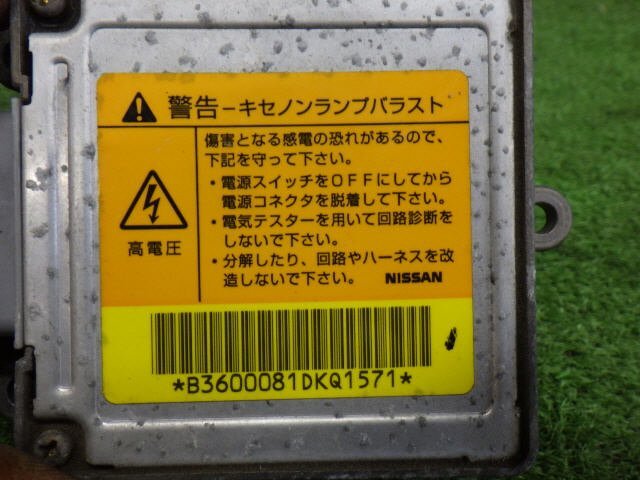 警告－キセノンランプバラスト
傷害となる感電の恐れがあるので、
下記を守って下さい。
・電源スイッチをOFFにしてから
電源コネクタを脱着して下さい。
・電気テスターを用いて回路診断を
しないで下さい。
・分解したり、回路やハーネスを改
造しないで下さい。 NISSAN
高電圧
*B3600081DKQ1571*